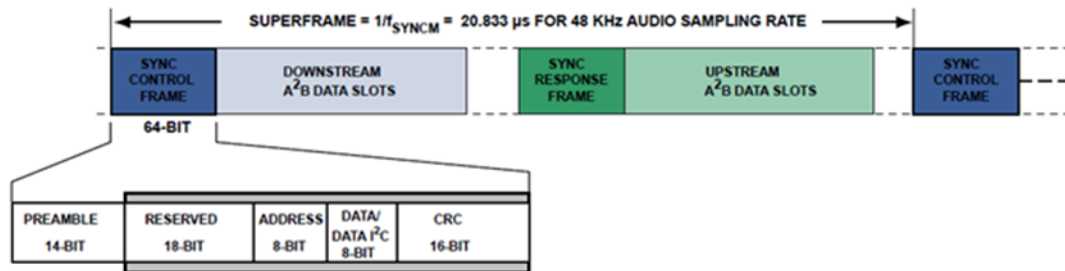 SUPERFRAME = 1/fSYNCM = 20.833 µs FOR 48 KHz AUDIO SAMPLING RATE
SYNC
CONTROL
FRAME
DOWNSTREAM
A²B DATA SLOTS
SYNC
RESPONSE
FRAME
UPSTREAM
A²B DATA SLOTS
SYNC
CONTROL
FRAME
64-BIT
PREAMBLE
14-BIT
RESERVED
18-BIT
ADDRESS
8-BIT
DATA/
DATA I²C
8-BIT
CRC
16-BIT